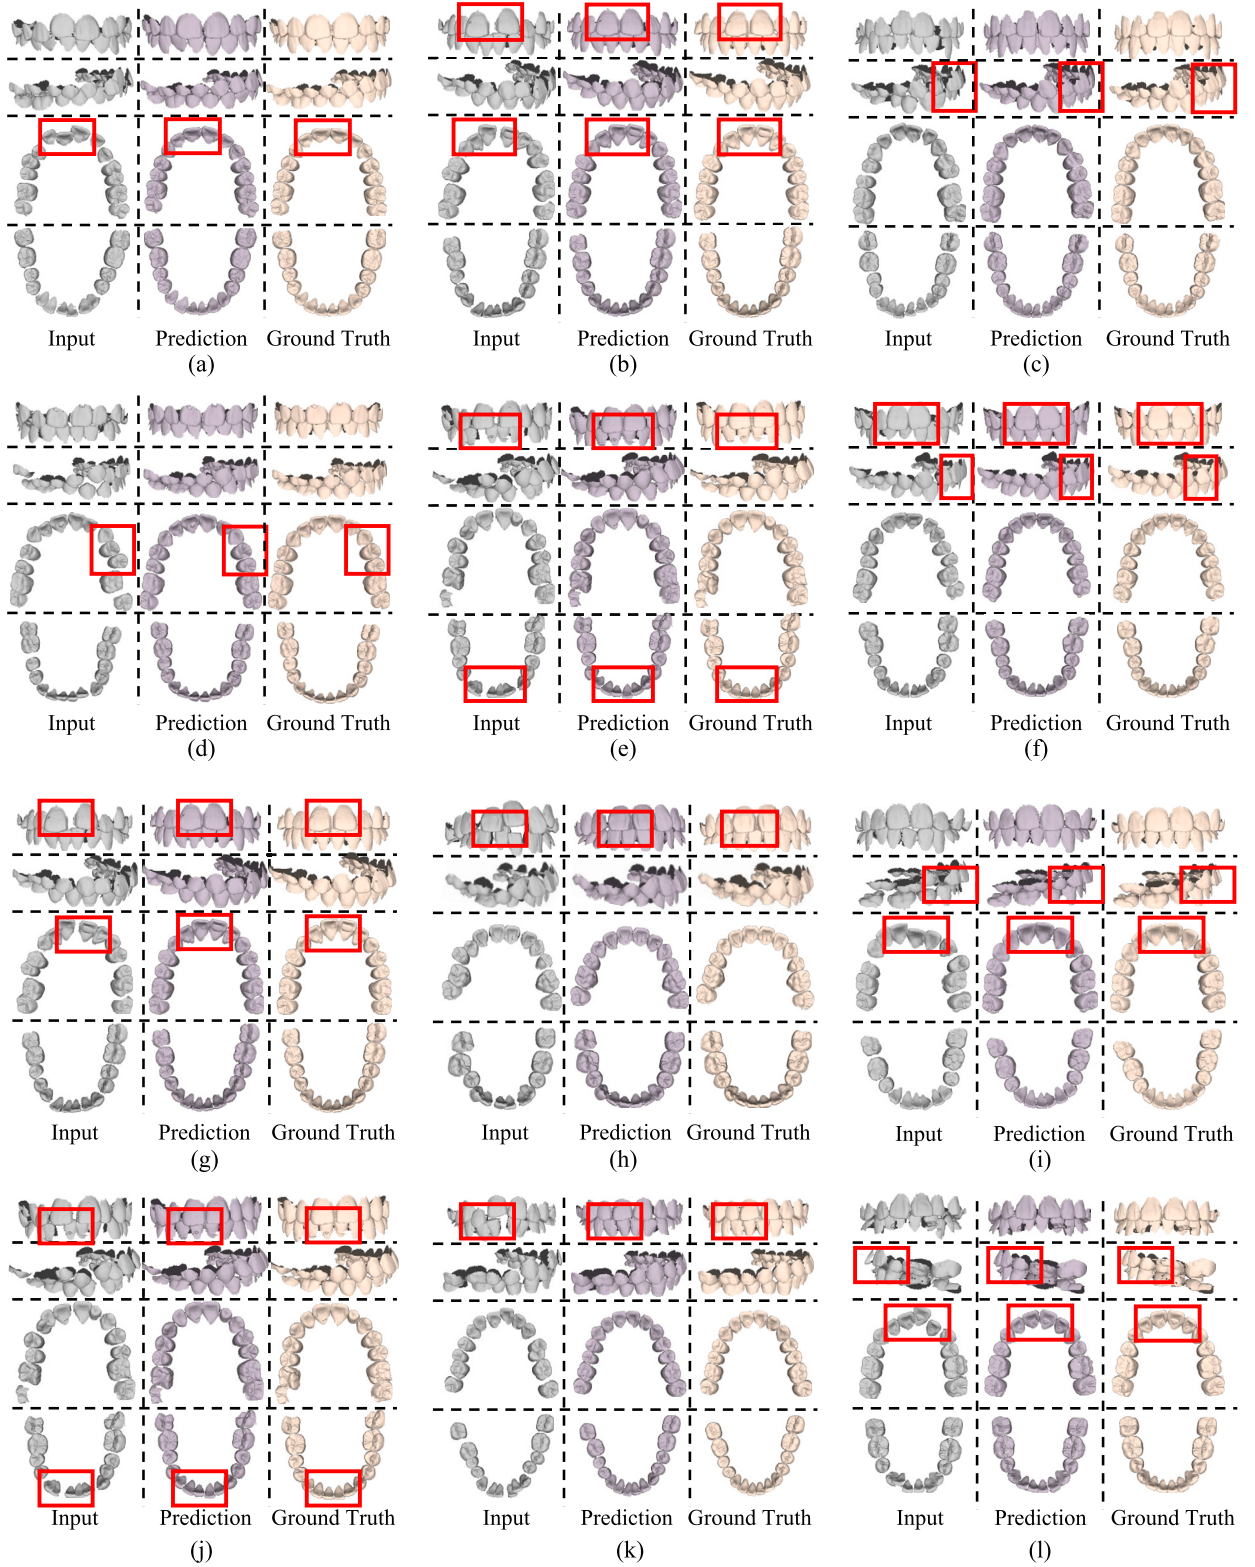 Input Prediction Ground Truth Input Prediction Ground Truth Input Prediction Ground Truth
(a) (b) (c)
Input Prediction Ground Truth Input Prediction Ground Truth Input Prediction Ground Truth
(d) (e) (f)
Input Prediction Ground Truth Input Prediction Ground Truth Input Prediction Ground Truth
(g) (h) (i)
Input Prediction Ground Truth Input Prediction Ground Truth Input Prediction Ground Truth
(j) (k) (l)